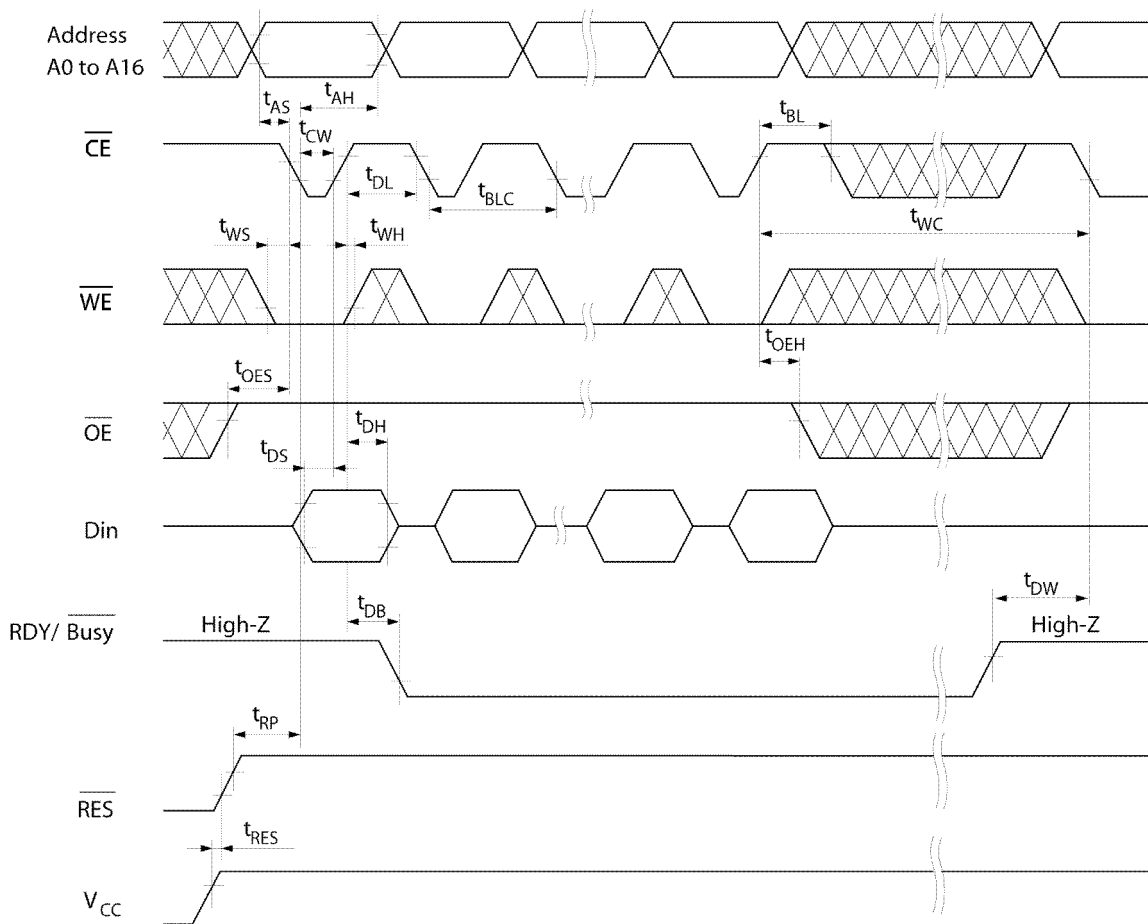 Address
A0 to A16
tAH
tAS
tBL
tCW
CE
tDL
tBLC
tWC
tWS
tWH
WE
tOEH
tOES
OE
tDH
tDS
Din
tDW
tDB
RDY/ Busy
High-Z
High-Z
tRP
RES
tRES
VCC